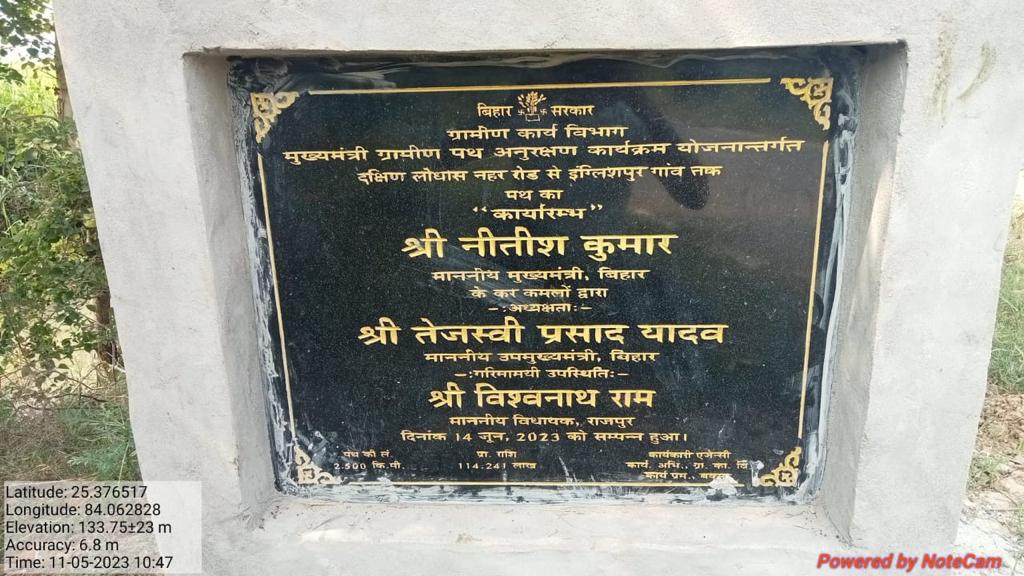 बिहार सरकार
ग्रामीण कार्य विभाग
मुख्यमंत्री ग्रामीण पथ अनुरक्षण कार्यक्रम योजनान्तर्गत
दक्षिण लोधास नहर रोड से इंग्लिशपुर गांव तक
पथ का
“कार्यारम्भ”
श्री नीतीश कुमार
माननीय मुख्यमंत्री, बिहार
के कर कमलों द्वारा
-:अध्यक्षता:-
श्री तेजस्वी प्रसाद यादव
माननीय उपमुख्यमंत्री, बिहार
-:गरिमामयी उपस्थिति:-
श्री विश्वनाथ राम
माननीय विधायक, राजपुर
दिनांक 14 जून, 2023 को सम्पन्न हुआ।
पथ की लं. प्रा. राशि कार्यकारी एजेन्सी
2.500 कि.मी. 114.241 लाख कार्य. अभि., ग्रा. का. वि.
कार्य प्रम.,
Latitude: 25.376517
Longitude: 84.062828
Elevation: 133.75±23 m
Accuracy: 6.8 m
Time: 11-05-2023 10:47
Powered by NoteCam